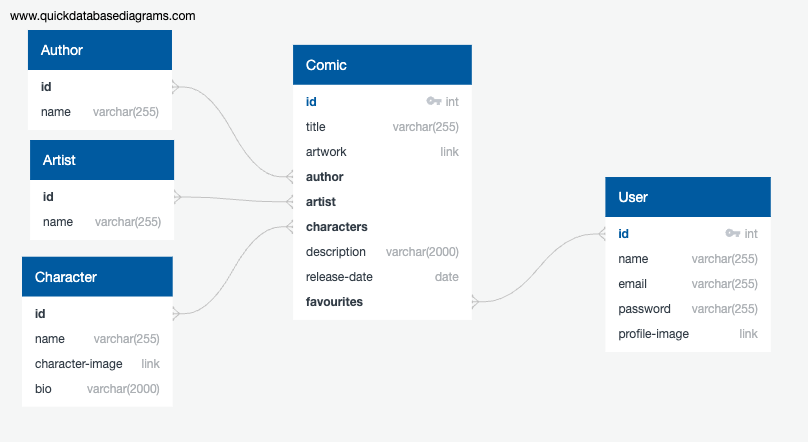 www.quickdatabasediagrams.com
Author
id
name varchar(255)
Artist
id
name varchar(255)
Character
id
name varchar(255)
character-image link
bio varchar(2000)
Comic
id int
title varchar(255)
artwork link
author
artist
characters
description varchar(2000)
release-date date
favourites
User
id int
name varchar(255)
email varchar(255)
password varchar(255)
profile-image link